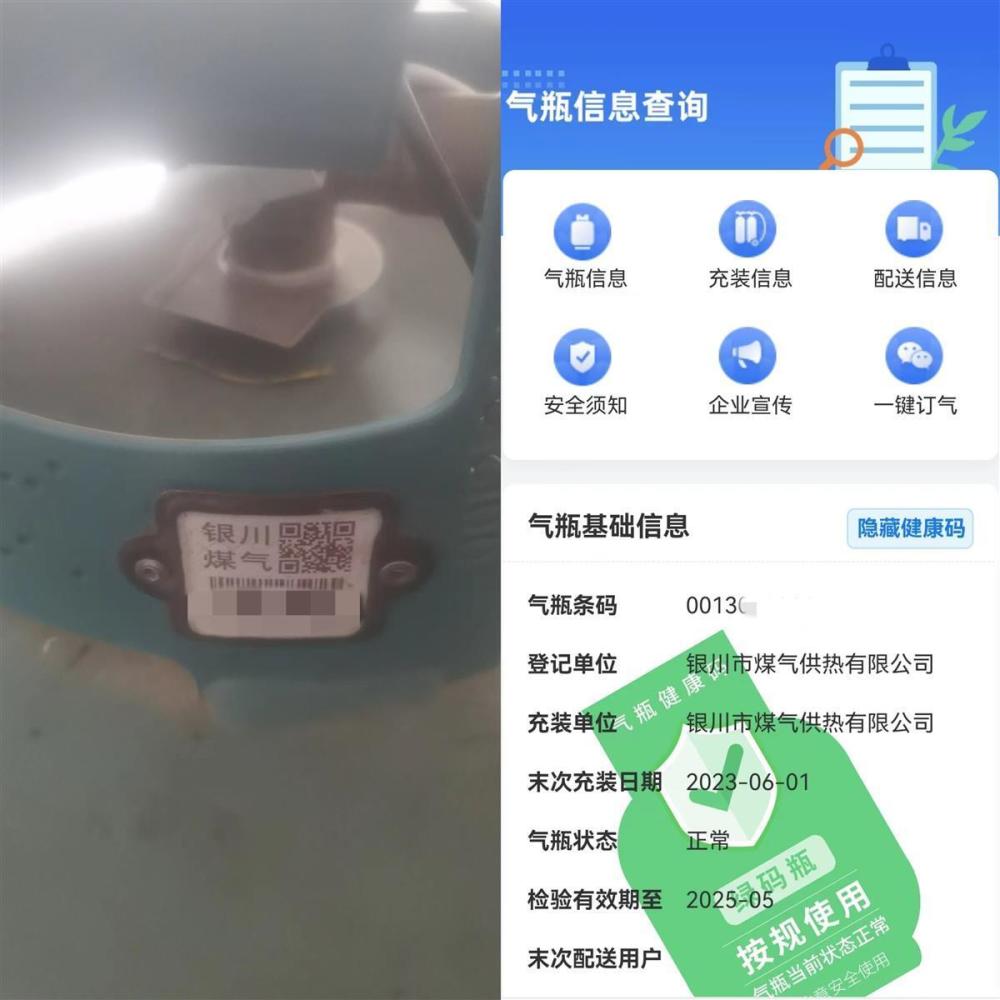 银川
煤气
气瓶信息查询
气瓶信息
充装信息
配送信息
安全须知
企业宣传
一键订气
气瓶基础信息
隐藏健康码
气瓶条码
0013
登记单位
银川市煤气供热有限公司
充装单位
银川市煤气供热有限公司
末次充装日期
2023-06-01
气瓶状态
正常
检验有效期至
2025-05
末次配送用户
气瓶健康码
绿码瓶
按规使用
气瓶当前状态正常
意安全使用